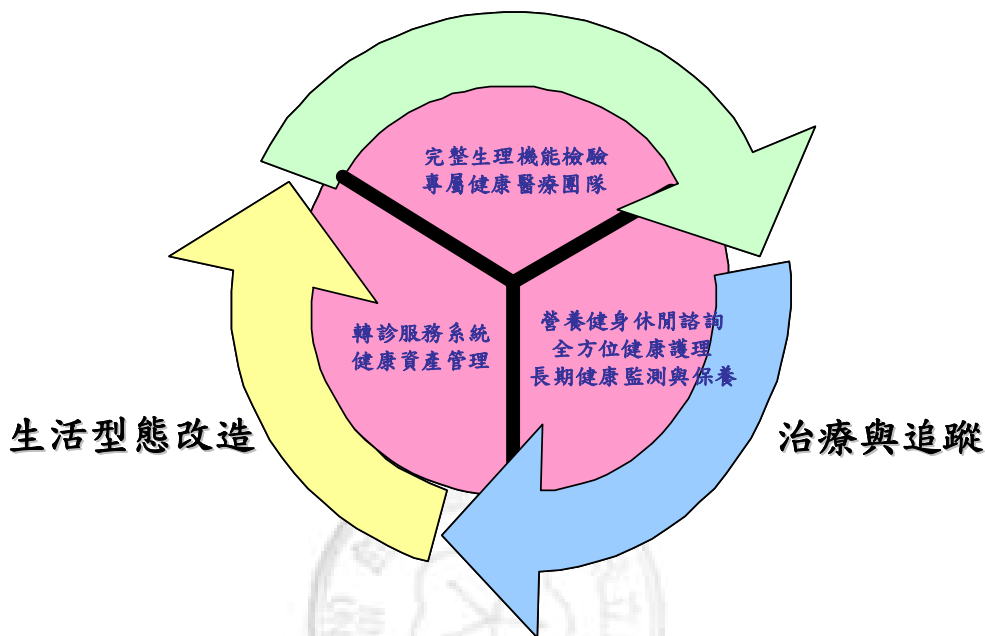 完整生理機能檢驗
專屬健康醫療團隊
轉診服務系統
健康資產管理
營養健身休閒諮詢
全方位健康護理
長期健康監測與保養
生活型態改造
治療與追蹤